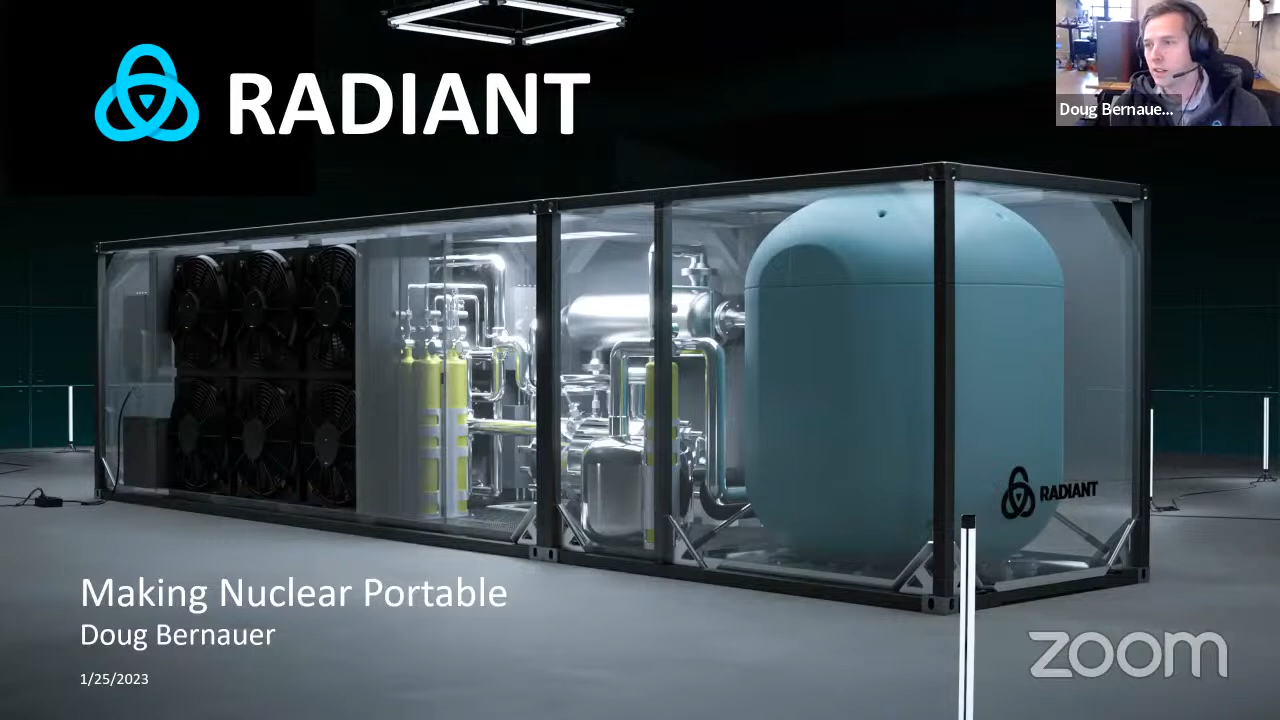 RADIANT
Doug Bernaue...
RADIANT
Making Nuclear Portable
Doug Bernauer
1/25/2023
zoom